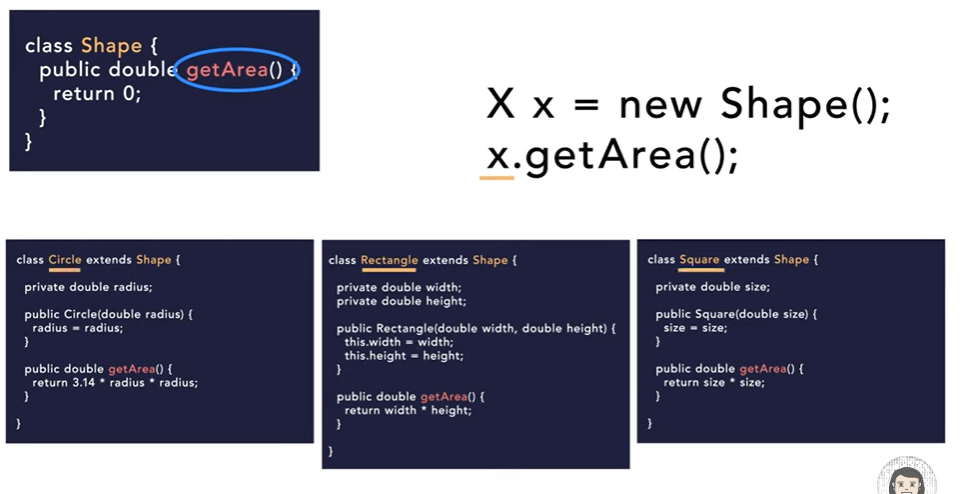 class Shape {
public double getArea() {
return 0;
}
}
X x = new Shape();
x.getArea();
class Circle extends Shape {
private double radius;
public Circle(double radius) {
radius = radius;
}
public double getArea() {
return 3.14 * radius * radius;
}
}
class Rectangle extends Shape {
private double width;
private double height;
public Rectangle(double width, double height) {
this.width = width;
this.height = height;
}
public double getArea() {
return width * height;
}
}
class Square extends Shape {
private double size;
public Square(double size) {
size = size;
}
public double getArea() {
return size * size;
}
}